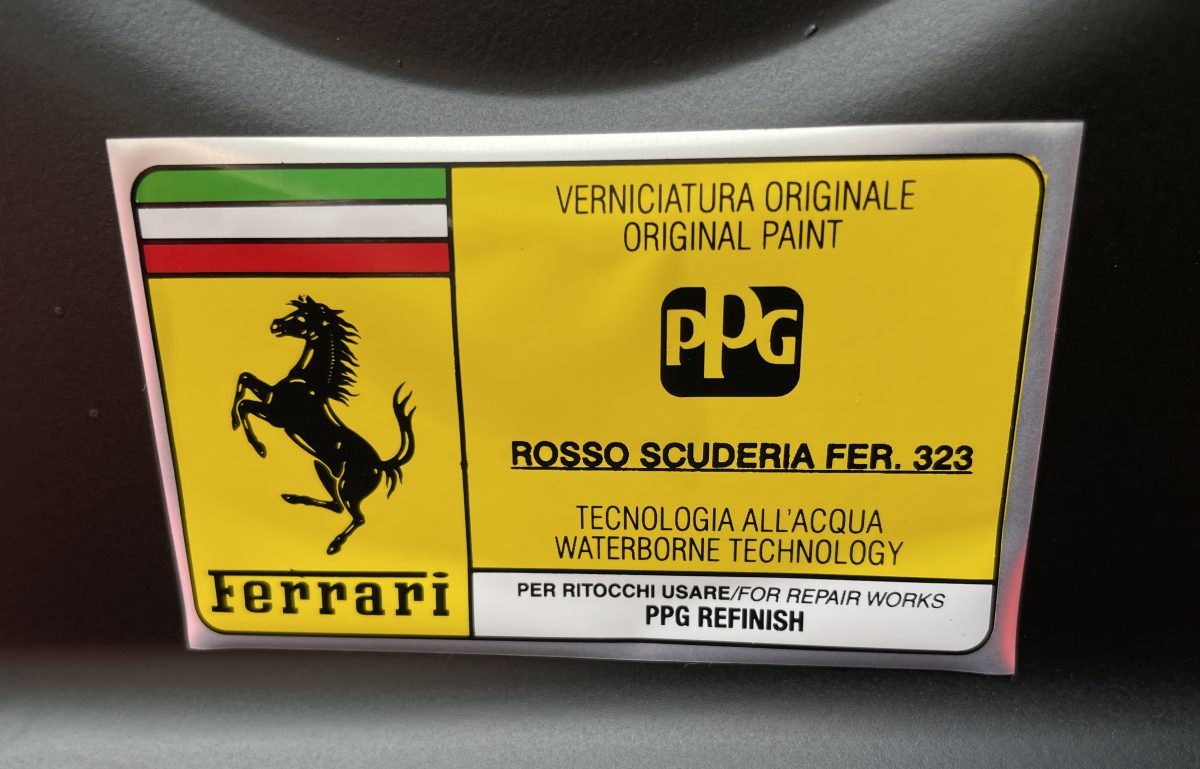 VERNICIATURA ORIGINALE
ORIGINAL PAINT
PPG
ROSSO SCUDERIA FER. 323
TECNOLOGIA ALL'ACQUA
WATERBORNE TECHNOLOGY
PER RITOCCHI USARE/FOR REPAIR WORKS
PPG REFINISH
Ferrari